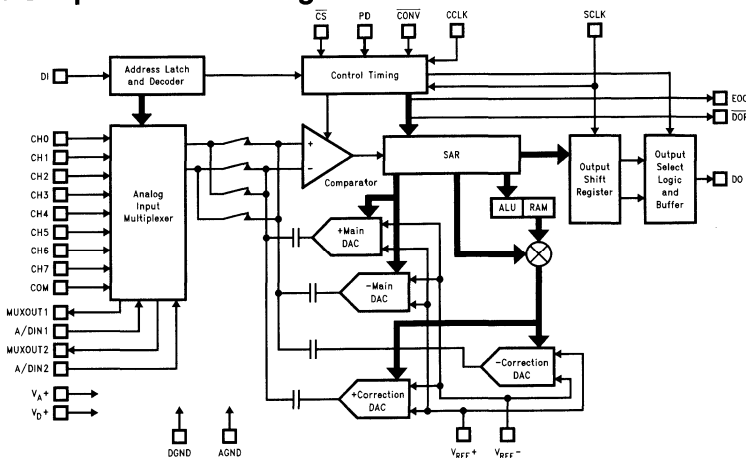 CS
PD
CONV
CCLK
SCLK
DI
Address Latch
and Decoder
Control Timing
EOC
DOR
CH0
CH1
CH2
CH3
CH4
CH5
CH6
CH7
COM
Analog
Input
Multiplexer
+
−
Comparator
SAR
Output
Shift
Register
Output
Select
Logic
and
Buffer
DO
ALU
RAM
+Main
DAC
−Main
DAC
MUXOUT1
A/DIN1
MUXOUT2
A/DIN2
−Correction
DAC
+Correction
DAC
VA+
VD+
DGND
AGND
VREF+
VREF−